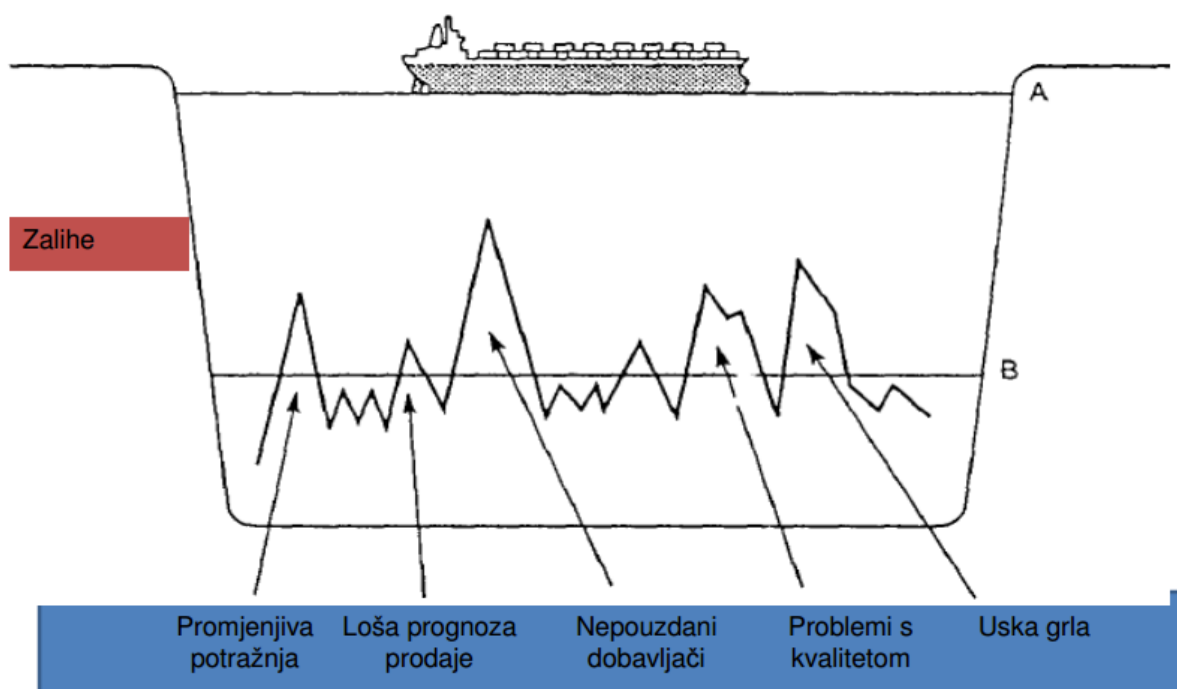 A
Zalihe
B
Promjenjiva
potražnja
Loša prognoza
prodaje
Nepouzdani
dobavljači
Problemi s
kvalitetom
Uska grla